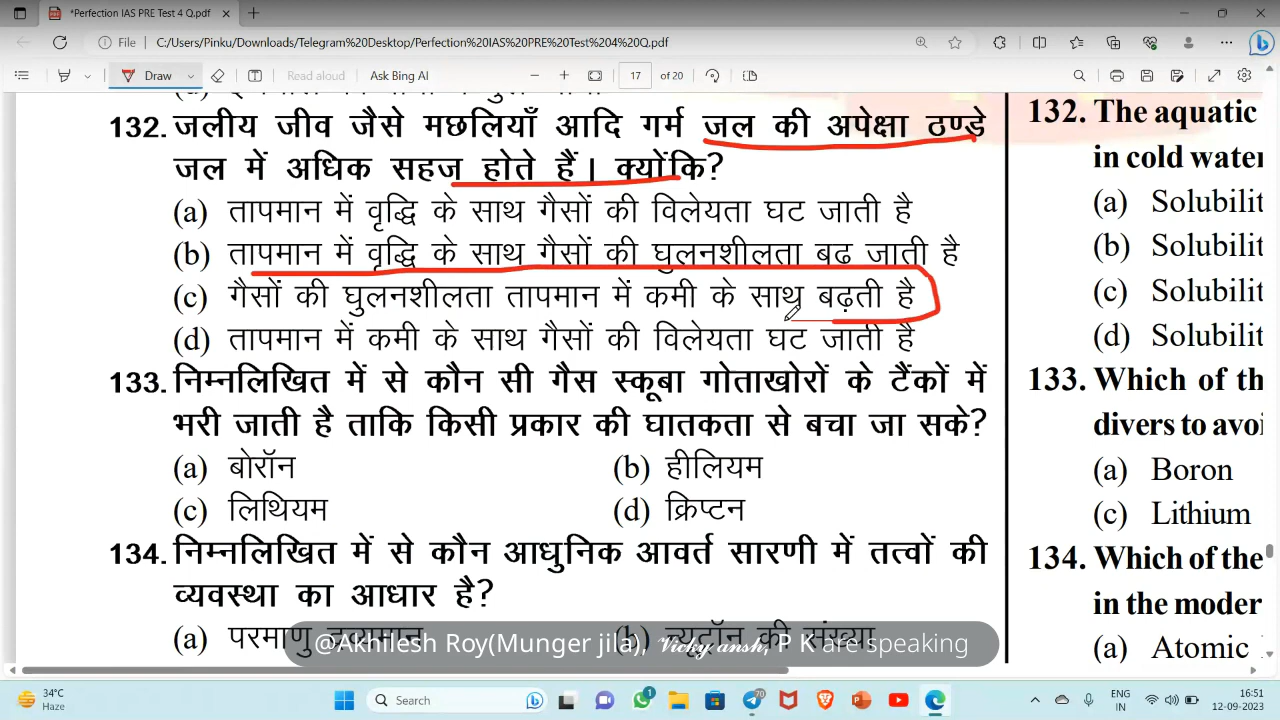 *Perfection IAS PRE Test 4 Q.pdf
File C:/Users/Pinku/Downloads/Telegram%20Desktop/Perfection%20IAS%20PRE%20Test%204%20Q.pdf
Draw Read aloud Ask Bing AI 17 of 20
132. जलीय जीव जैसे मछलियाँ आदि गर्म जल की अपेक्षा ठण्डे
जल में अधिक सहज होते हैं। क्योंकि?
(a) तापमान में वृद्धि के साथ गैसों की विलेयता घट जाती है
(b) तापमान में वृद्धि के साथ गैसों की घुलनशीलता बढ जाती है
(c) गैसों की घुलनशीलता तापमान में कमी के साथ बढ़ती है
(d) तापमान में कमी के साथ गैसों की विलेयता घट जाती है
133. निम्नलिखित में से कौन सी गैस स्कूबा गोताखोरों के टैंकों में
भरी जाती है ताकि किसी प्रकार की घातकता से बचा जा सके?
(a) बोरॉन (b) हीलियम
(c) लिथियम (d) क्रिप्टन
134. निम्नलिखित में से कौन आधुनिक आवर्त सारणी में तत्वों की
व्यवस्था का आधार है?
(a) परमाणु द्रव्यमान (b) न्यूट्रॉन की संख्या
132. The aquatic
in cold water
(a) Solubilit
(b) Solubilit
(c) Solubilit
(d) Solubilit
133. Which of th
divers to avoi
(a) Boron
(c) Lithium
134. Which of the
in the moder
(a) Atomic
@Akhilesh Roy(Munger jila), Vicky ansh, P K are speaking
34°C
Haze
Search
1
70
ENG
IN
16:51
12-09-2023